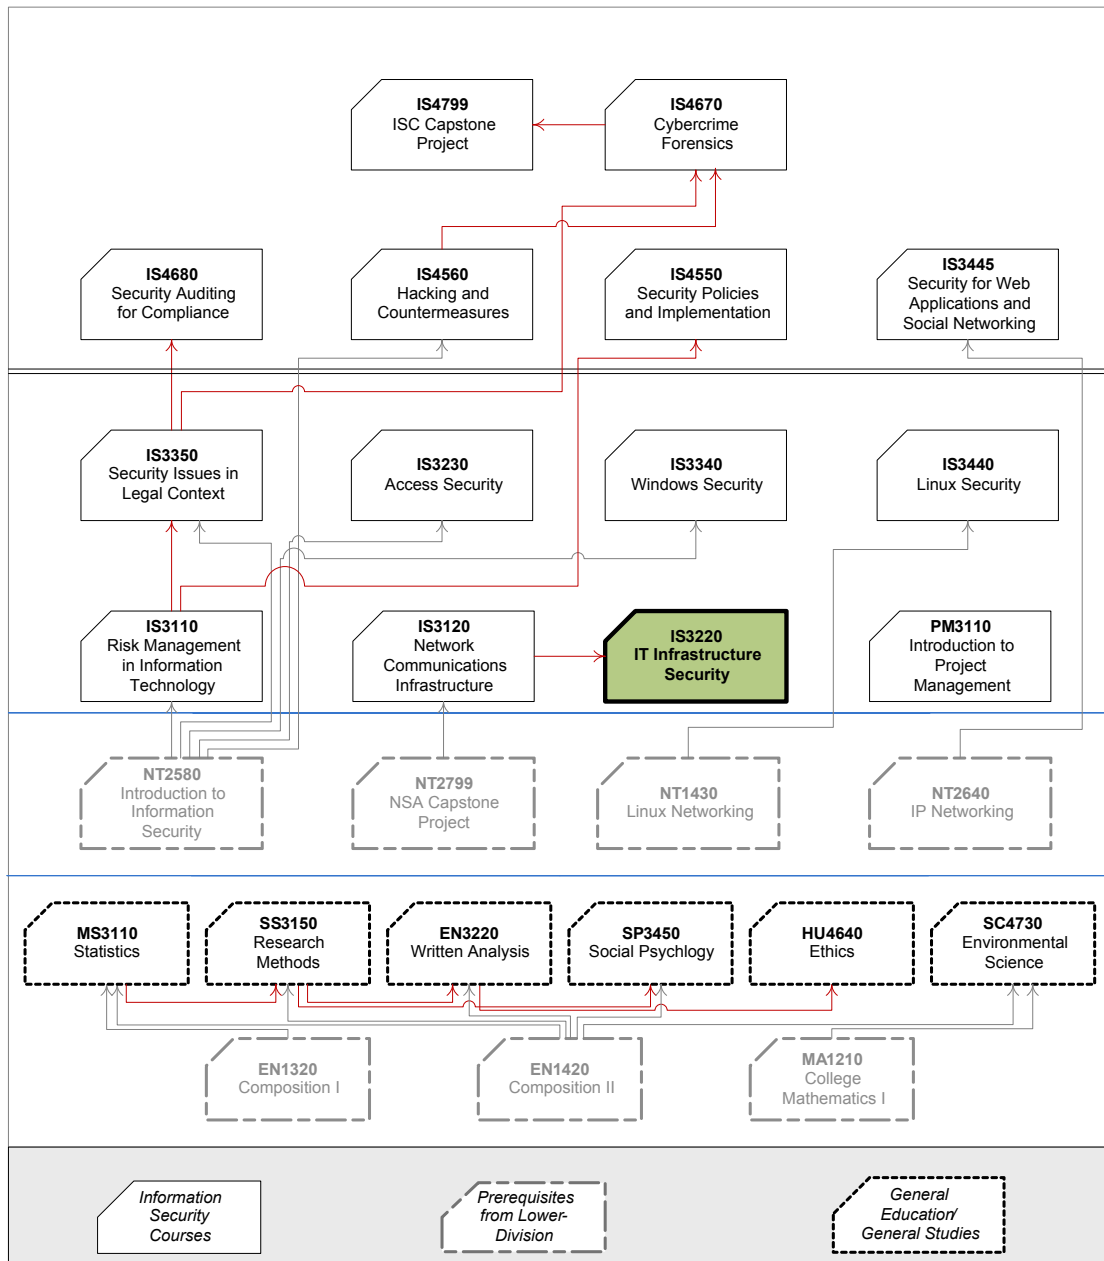 IS4799
ISC Capstone
Project
IS4670
Cybercrime
Forensics
IS4680
Security Auditing
for Compliance
IS4560
Hacking and
Countermeasures
IS4550
Security Policies
and Implementation
IS3445
Security for Web
Applications and
Social Networking
IS3350
Security Issues in
Legal Context
IS3230
Access Security
IS3340
Windows Security
IS3440
Linux Security
IS3110
Risk Management
in Information
Technology
IS3120
Network
Communications
Infrastructure
IS3220
IT Infrastructure
Security
PM3110
Introduction to
Project
Management
NT2580
Introduction to
Information
Security
NT2799
NSA Capstone
Project
NT1430
Linux Networking
NT2640
IP Networking
MS3110
Statistics
SS3150
Research
Methods
EN3220
Written Analysis
SP3450
Social Psychlogy
HU4640
Ethics
SC4730
Environmental
Science
EN1320
Composition I
EN1420
Composition II
MA1210
College
Mathematics I
Information
Security
Courses
Prerequisites
from Lower-
Division
General
Education/
General Studies